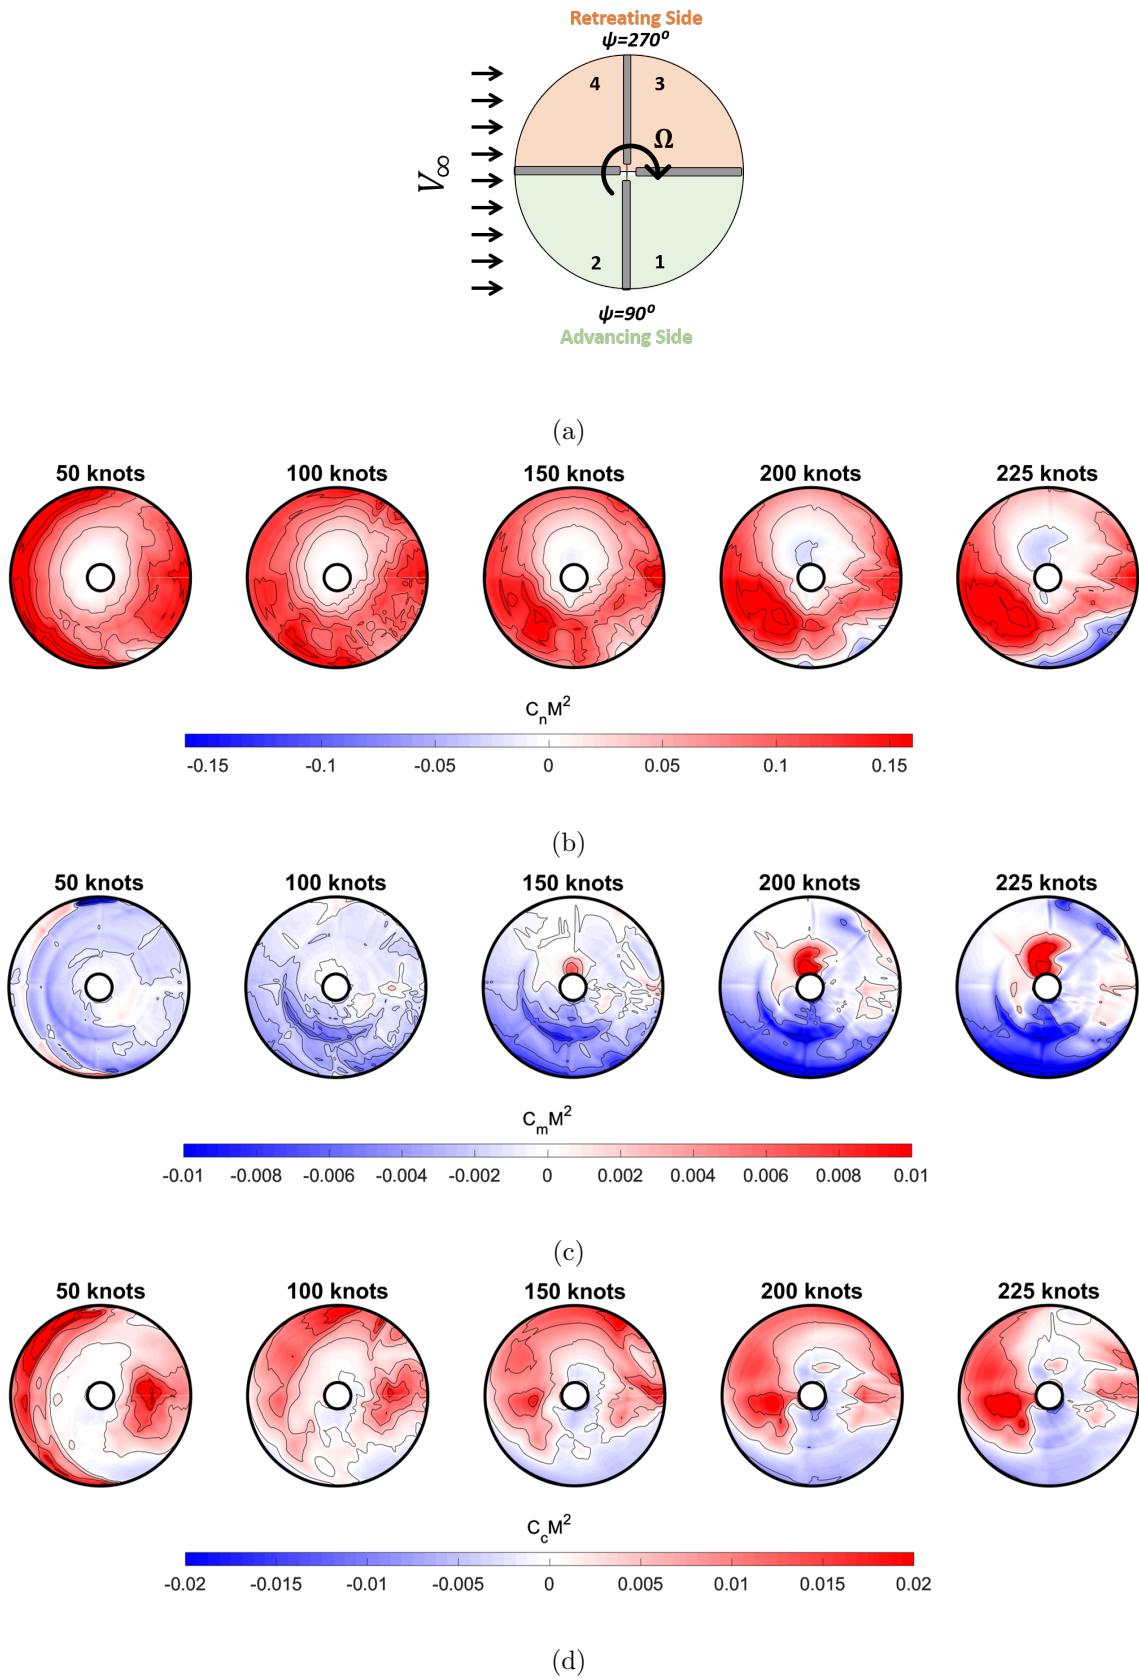 Retreating Side
ψ=270º
4 3
Ω
V∞
2 1
ψ=90º
Advancing Side
(a)
50 knots 100 knots 150 knots 200 knots 225 knots
CnM²
-0.15 -0.1 -0.05 0 0.05 0.1 0.15
(b)
50 knots 100 knots 150 knots 200 knots 225 knots
CmM²
-0.01 -0.008 -0.006 -0.004 -0.002 0 0.002 0.004 0.006 0.008 0.01
(c)
50 knots 100 knots 150 knots 200 knots 225 knots
CcM²
-0.02 -0.015 -0.01 -0.005 0 0.005 0.01 0.015 0.02
(d)